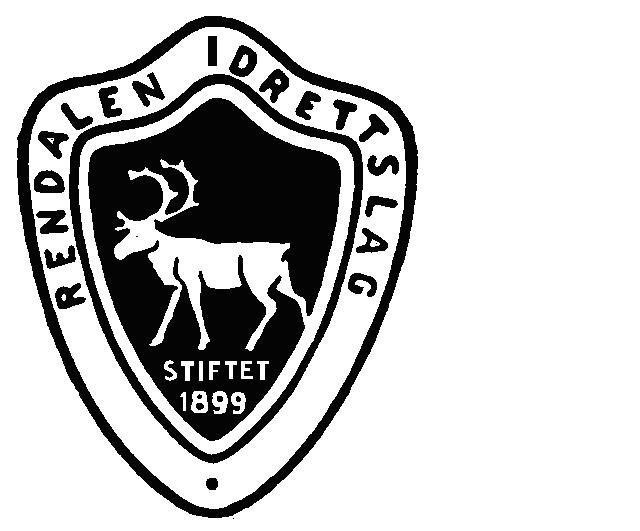 RENDALEN IDRETTSLAG
STIFTET
1899